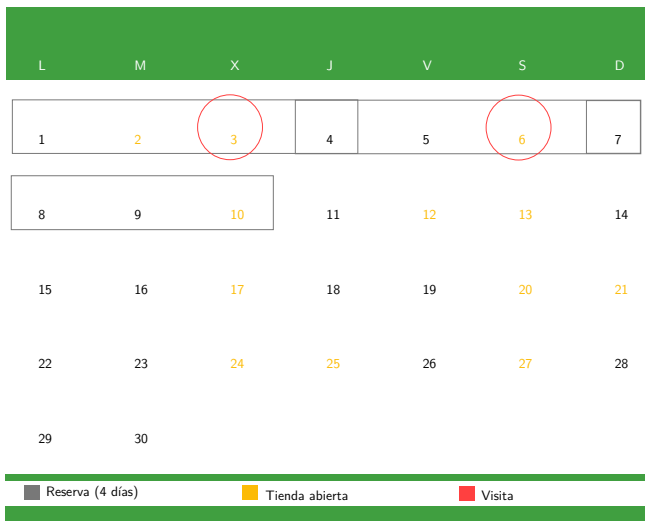 L M X J V S D
1 2 3 4 5 6 7
8 9 10 11 12 13 14
15 16 17 18 19 20 21
22 23 24 25 26 27 28
29 30
Reserva (4 días) Tienda abierta Visita